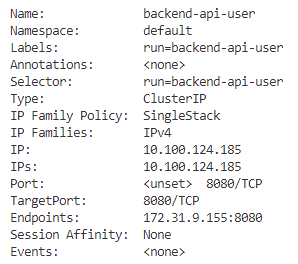 Name: backend-api-user
Namespace: default
Labels: run=backend-api-user
Annotations: <none>
Selector: run=backend-api-user
Type: ClusterIP
IP Family Policy: SingleStack
IP Families: IPv4
IP: 10.100.124.185
IPs: 10.100.124.185
Port: <unset> 8080/TCP
TargetPort: 8080/TCP
Endpoints: 172.31.9.155:8080
Session Affinity: None
Events: <none>